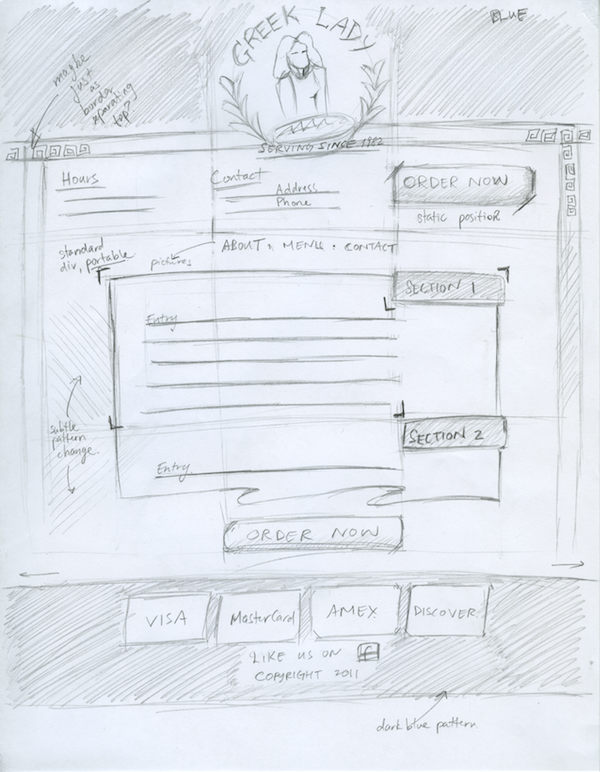 BLUE
GREEK LADY
SERVING SINCE 1982
maybe
just
as
border
separating
top?
Hours
Contact
Address
Phone
ORDER NOW
static position
standard
div, portable
pictures
ABOUT • MENU • CONTACT
SECTION 1
Entry
subtle
pattern
change
SECTION 2
Entry
ORDER NOW
VISA
MasterCard
AMEX
DISCOVER
LIKE US ON f
COPYRIGHT 2011
dark blue pattern